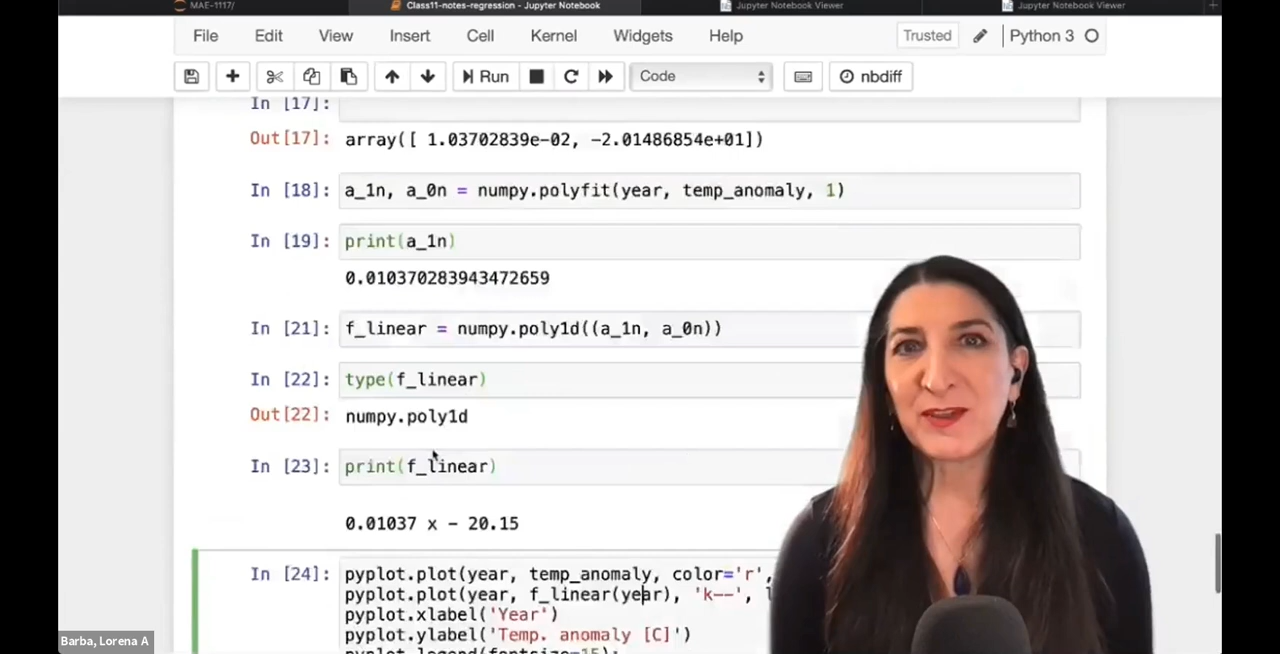 MAE-1117/ Class11-notes-regression - Jupyter Notebook Jupyter Notebook Viewer Jupyter Notebook Viewer
File Edit View Insert Cell Kernel Widgets Help Trusted Python 3
Run Code nbdiff
In [17]:
Out[17]: array([ 1.03702839e-02, -2.01486854e+01])
In [18]: a_1n, a_0n = numpy.polyfit(year, temp_anomaly, 1)
In [19]: print(a_1n)
0.010370283943472659
In [21]: f_linear = numpy.poly1d((a_1n, a_0n))
In [22]: type(f_linear)
Out[22]: numpy.poly1d
In [23]: print(f_linear)
0.01037 x - 20.15
In [24]: pyplot.plot(year, temp_anomaly, color='r',
pyplot.plot(year, f_linear(year), 'k--', l
pyplot.xlabel('Year')
pyplot.ylabel('Temp. anomaly [C]')
pyplot.legend(fontsize=15);
Barba, Lorena A